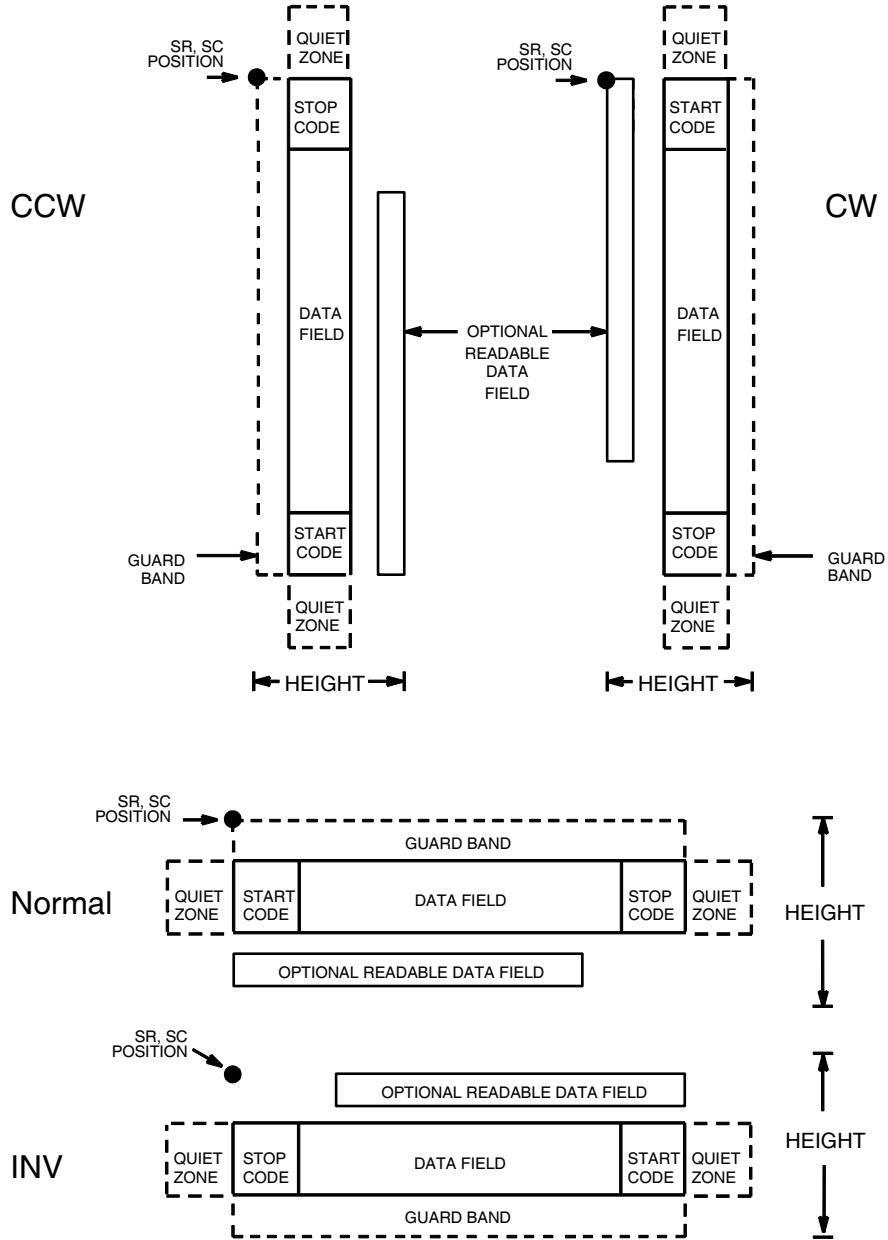 SR, SC
POSITION
QUIET
ZONE
STOP
CODE
CCW
DATA
FIELD
START
CODE
GUARD
BAND
QUIET
ZONE
HEIGHT
OPTIONAL
READABLE
DATA
FIELD
SR, SC
POSITION
QUIET
ZONE
START
CODE
CW
DATA
FIELD
STOP
CODE
GUARD
BAND
QUIET
ZONE
HEIGHT
SR, SC
POSITION
GUARD BAND
Normal
QUIET
ZONE
START
CODE
DATA FIELD
STOP
CODE
QUIET
ZONE
HEIGHT
OPTIONAL READABLE DATA FIELD
SR, SC
POSITION
OPTIONAL READABLE DATA FIELD
INV
QUIET
ZONE
STOP
CODE
DATA FIELD
START
CODE
QUIET
ZONE
HEIGHT
GUARD BAND